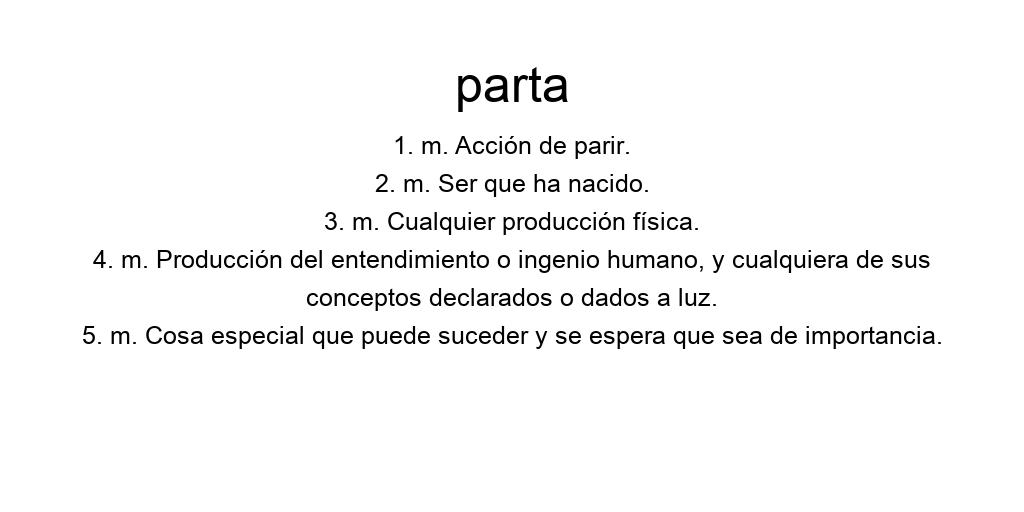 parta
1. m. Acción de parir.
2. m. Ser que ha nacido.
3. m. Cualquier producción física.
4. m. Producción del entendimiento o ingenio humano, y cualquiera de sus
conceptos declarados o dados a luz.
5. m. Cosa especial que puede suceder y se espera que sea de importancia.